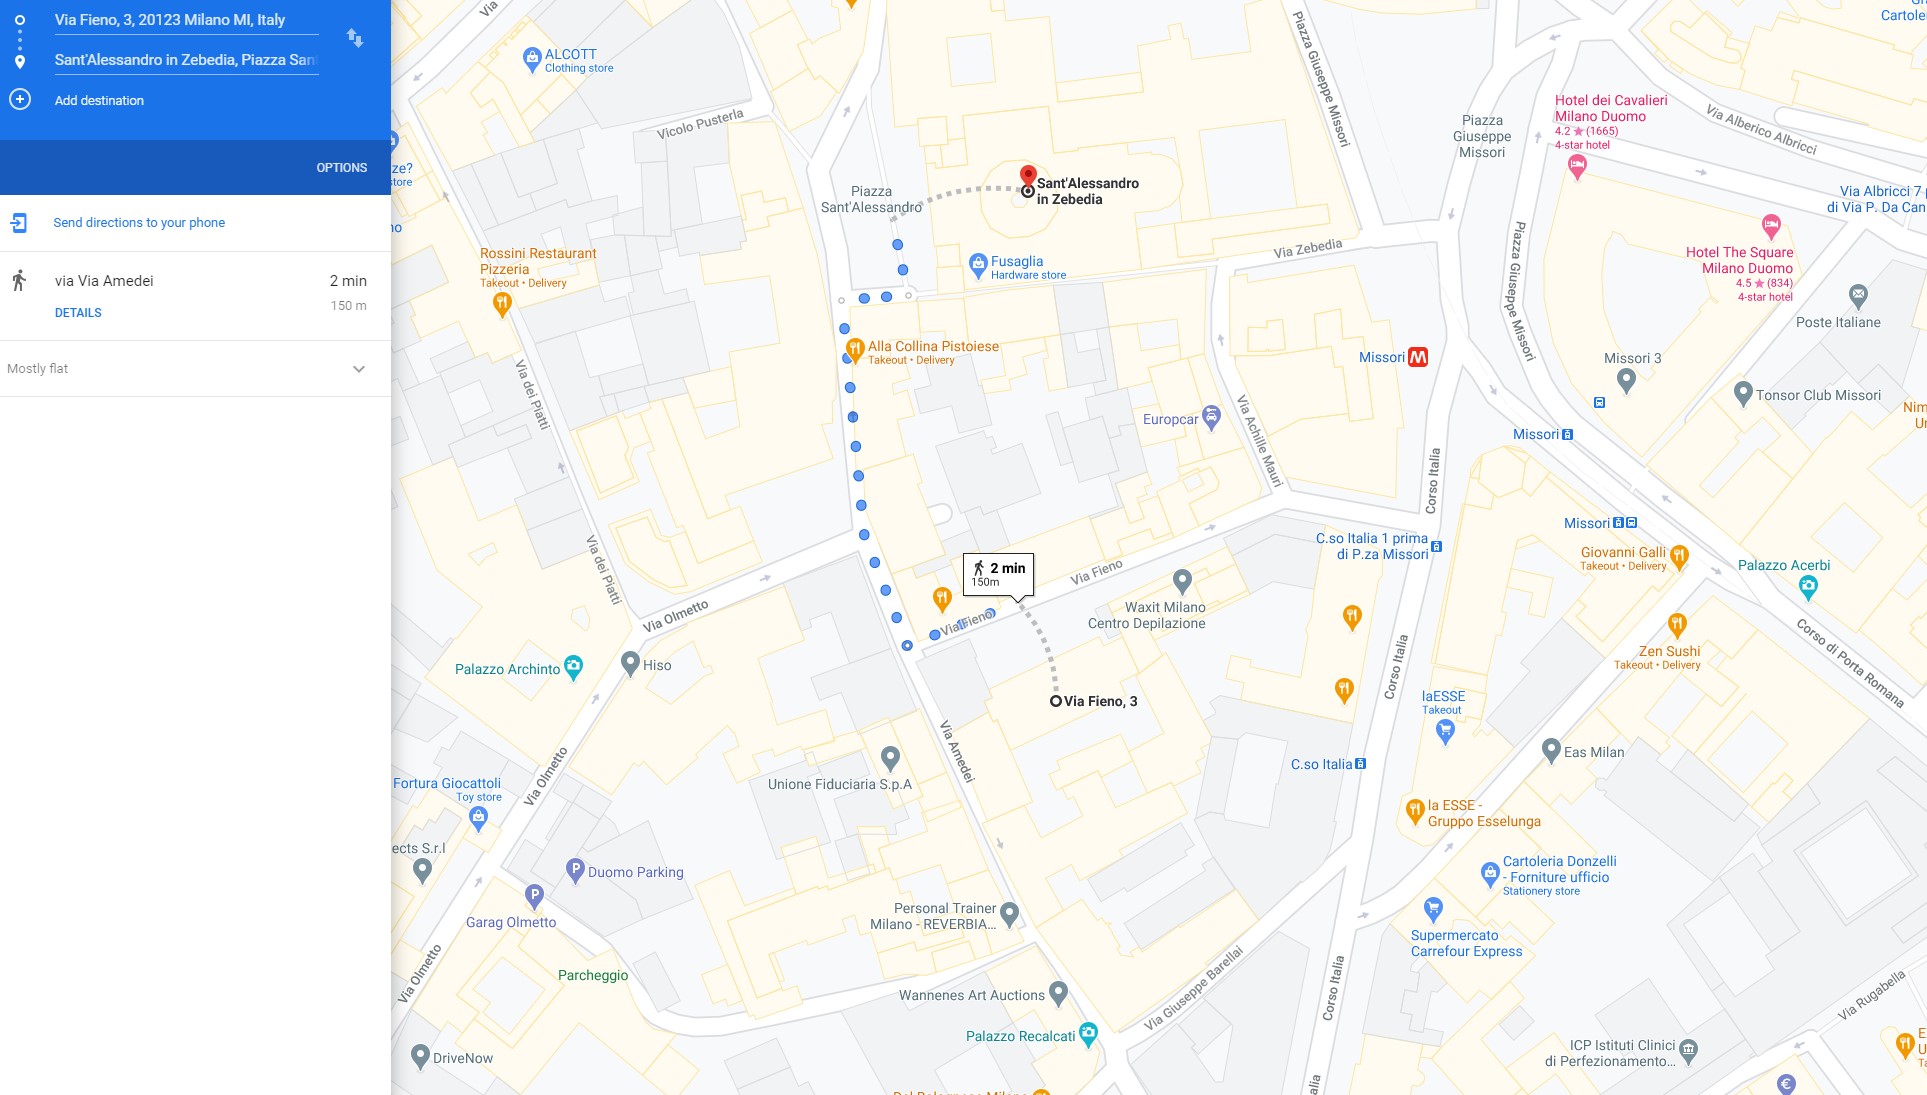 Via Fieno, 3, 20123 Milano MI, Italy
Sant'Alessandro in Zebedia, Piazza San
Add destination
OPTIONS
Send directions to your phone
via Via Amedei
2 min
150 m
DETAILS
Mostly flat
Via
ALCOTT
Clothing store
Vicolo Pusterla
ze?
store
no
Piazza
Sant'Alessandro
Sant'Alessandro
in Zebedia
Rossini Restaurant
Pizzeria
Takeout • Delivery
Fusaglia
Hardware store
Via Zebedia
Piazza Giuseppe Missori
Piazza
Giuseppe
Missori
Hotel dei Cavalieri
Milano Duomo
4.2 ★ (1665)
4-star hotel
Via Alberico Albricci
Cartole
Via Albricci 7
di Via P. Da Can
Hotel The Square
Milano Duomo
4.5 ★ (834)
4-star hotel
Piazza Giuseppe Missori
Poste Italiane
Alla Collina Pistoiese
Takeout • Delivery
Missori M
Missori 3
Tonsor Club Missori
Nim
Via dei Piatti
Europcar
Via Achille Mauri
Missori
Corso Italia
Missori
C.so Italia 1 prima
di P.za Missori
Giovanni Galli
Takeout • Delivery
Palazzo Acerbi
Via dei Piatti
2 min
150m
Via Fieno
Via Fieno
Via Olmetto
Waxit Milano
Centro Depilazione
Corso di Porta Romana
Zen Sushi
Takeout • Delivery
Palazzo Archinto
Hiso
Corso Italia
Via Fieno, 3
laESSE
Takeout
Via Amedei
Eas Milan
C.so Italia
Via Olmetto
Unione Fiduciaria S.p.A
Fortura Giocattoli
Toy store
la ESSE -
Gruppo Esselunga
ects S.r.l
P
Duomo Parking
P
Garag Olmetto
Cartoleria Donzelli
- Forniture ufficio
Stationery store
Personal Trainer
Milano - REVERBIA...
Supermercato
Carrefour Express
Via Olmetto
Parcheggio
Via Giuseppe Barellai
Corso Italia
Wannenes Art Auctions
Via Rugabella
Palazzo Recalcati
DriveNow
ICP Istituti Clinici
di Perfezionamento...
€
alia